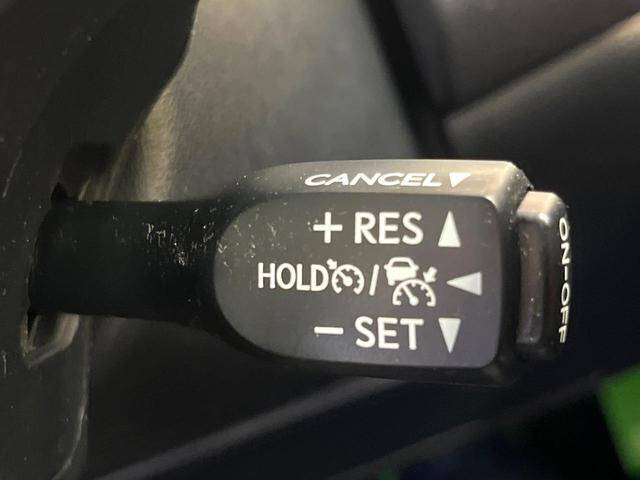 CANCEL▼
+ RES ▲
HOLD / ◀
− SET ▼
ON-OFF